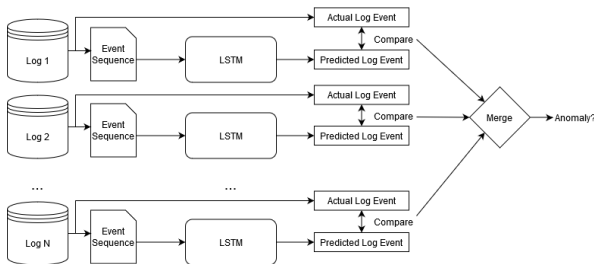 Actual Log Event
Log 1
Event
Sequence
LSTM
Compare
Predicted Log Event
Actual Log Event
Log 2
Event
Sequence
LSTM
Compare
Predicted Log Event
Merge
Anomaly?
...
...
Actual Log Event
Log N
Event
Sequence
LSTM
Compare
Predicted Log Event